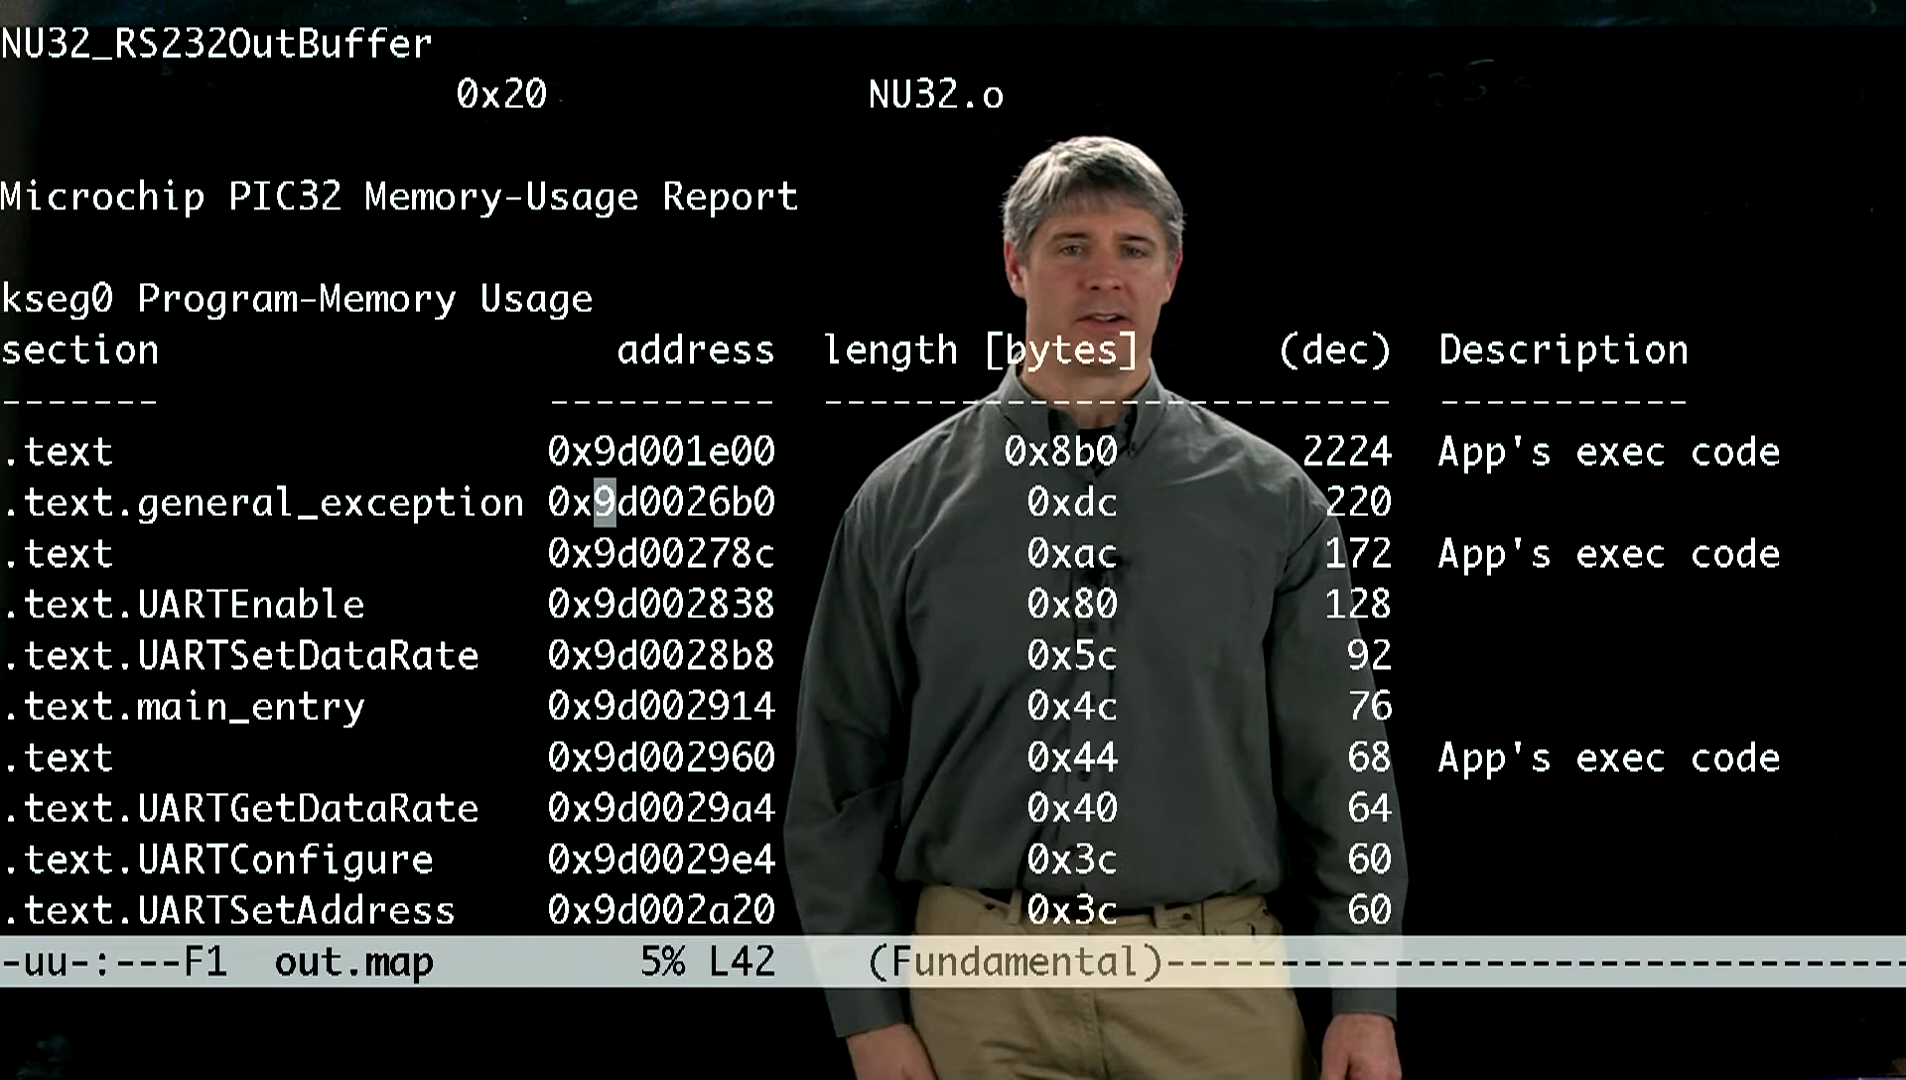 NU32_RS232OutBuffer
0x20 NU32.o
Microchip PIC32 Memory-Usage Report
kseg0 Program-Memory Usage
section address length [bytes] (dec) Description
------- ---------- ------------------------- -----------
.text 0x9d001e00 0x8b0 2224 App's exec code
.text.general_exception 0x9d0026b0 0xdc 220
.text 0x9d00278c 0xac 172 App's exec code
.text.UARTEnable 0x9d002838 0x80 128
.text.UARTSetDataRate 0x9d0028b8 0x5c 92
.text.main_entry 0x9d002914 0x4c 76
.text 0x9d002960 0x44 68 App's exec code
.text.UARTGetDataRate 0x9d0029a4 0x40 64
.text.UARTConfigure 0x9d0029e4 0x3c 60
.text.UARTSetAddress 0x9d002a20 0x3c 60
-uu-:---F1 out.map 5% L42 (Fundamental)---------------------------------